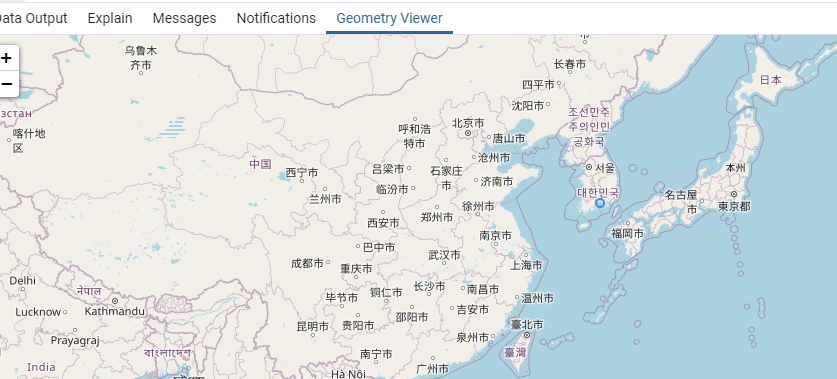 Data Output Explain Messages Notifications Geometry Viewer
+
−
乌鲁木
齐市
长春市
日本
四平市
沈阳市
зстан
조선민주
주의인민
공화국
喀什地
区
呼和浩
特市
北京市
唐山市
中国
沧州市
서울
本州
西宁市
吕梁市
石家庄
市
济南市
兰州市
临汾市
대한민국
名古屋
市
東京都
徐州市
郑州市
西安市
福岡市
南京市
巴中市
武汉市
上海市
成都市
重庆市
Delhi
नेपाल
毕节市
铜仁市
长沙市
南昌市
温州市
Lucknow
Kathmandu
吉安市
邵阳市
昆明市
贵阳市
臺北市
泉州市
Prayagraj
বাংলাদেশ
南宁市
臺灣
India
广州市
Hà Nội